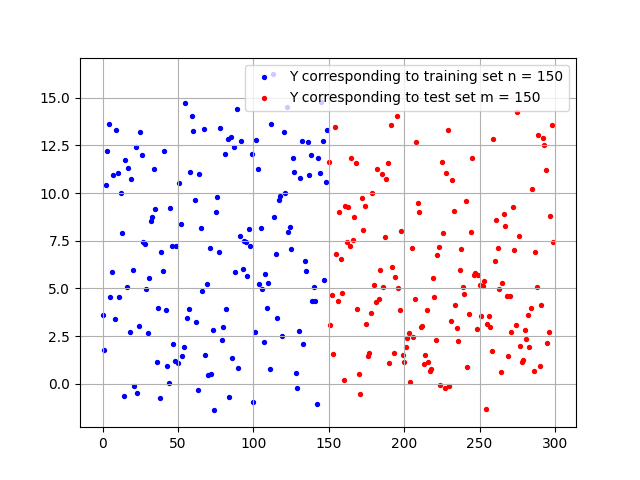 Y corresponding to training set n = 150
Y corresponding to test set m = 150
15.0
12.5
10.0
7.5
5.0
2.5
0.0
0 50 100 150 200 250 300